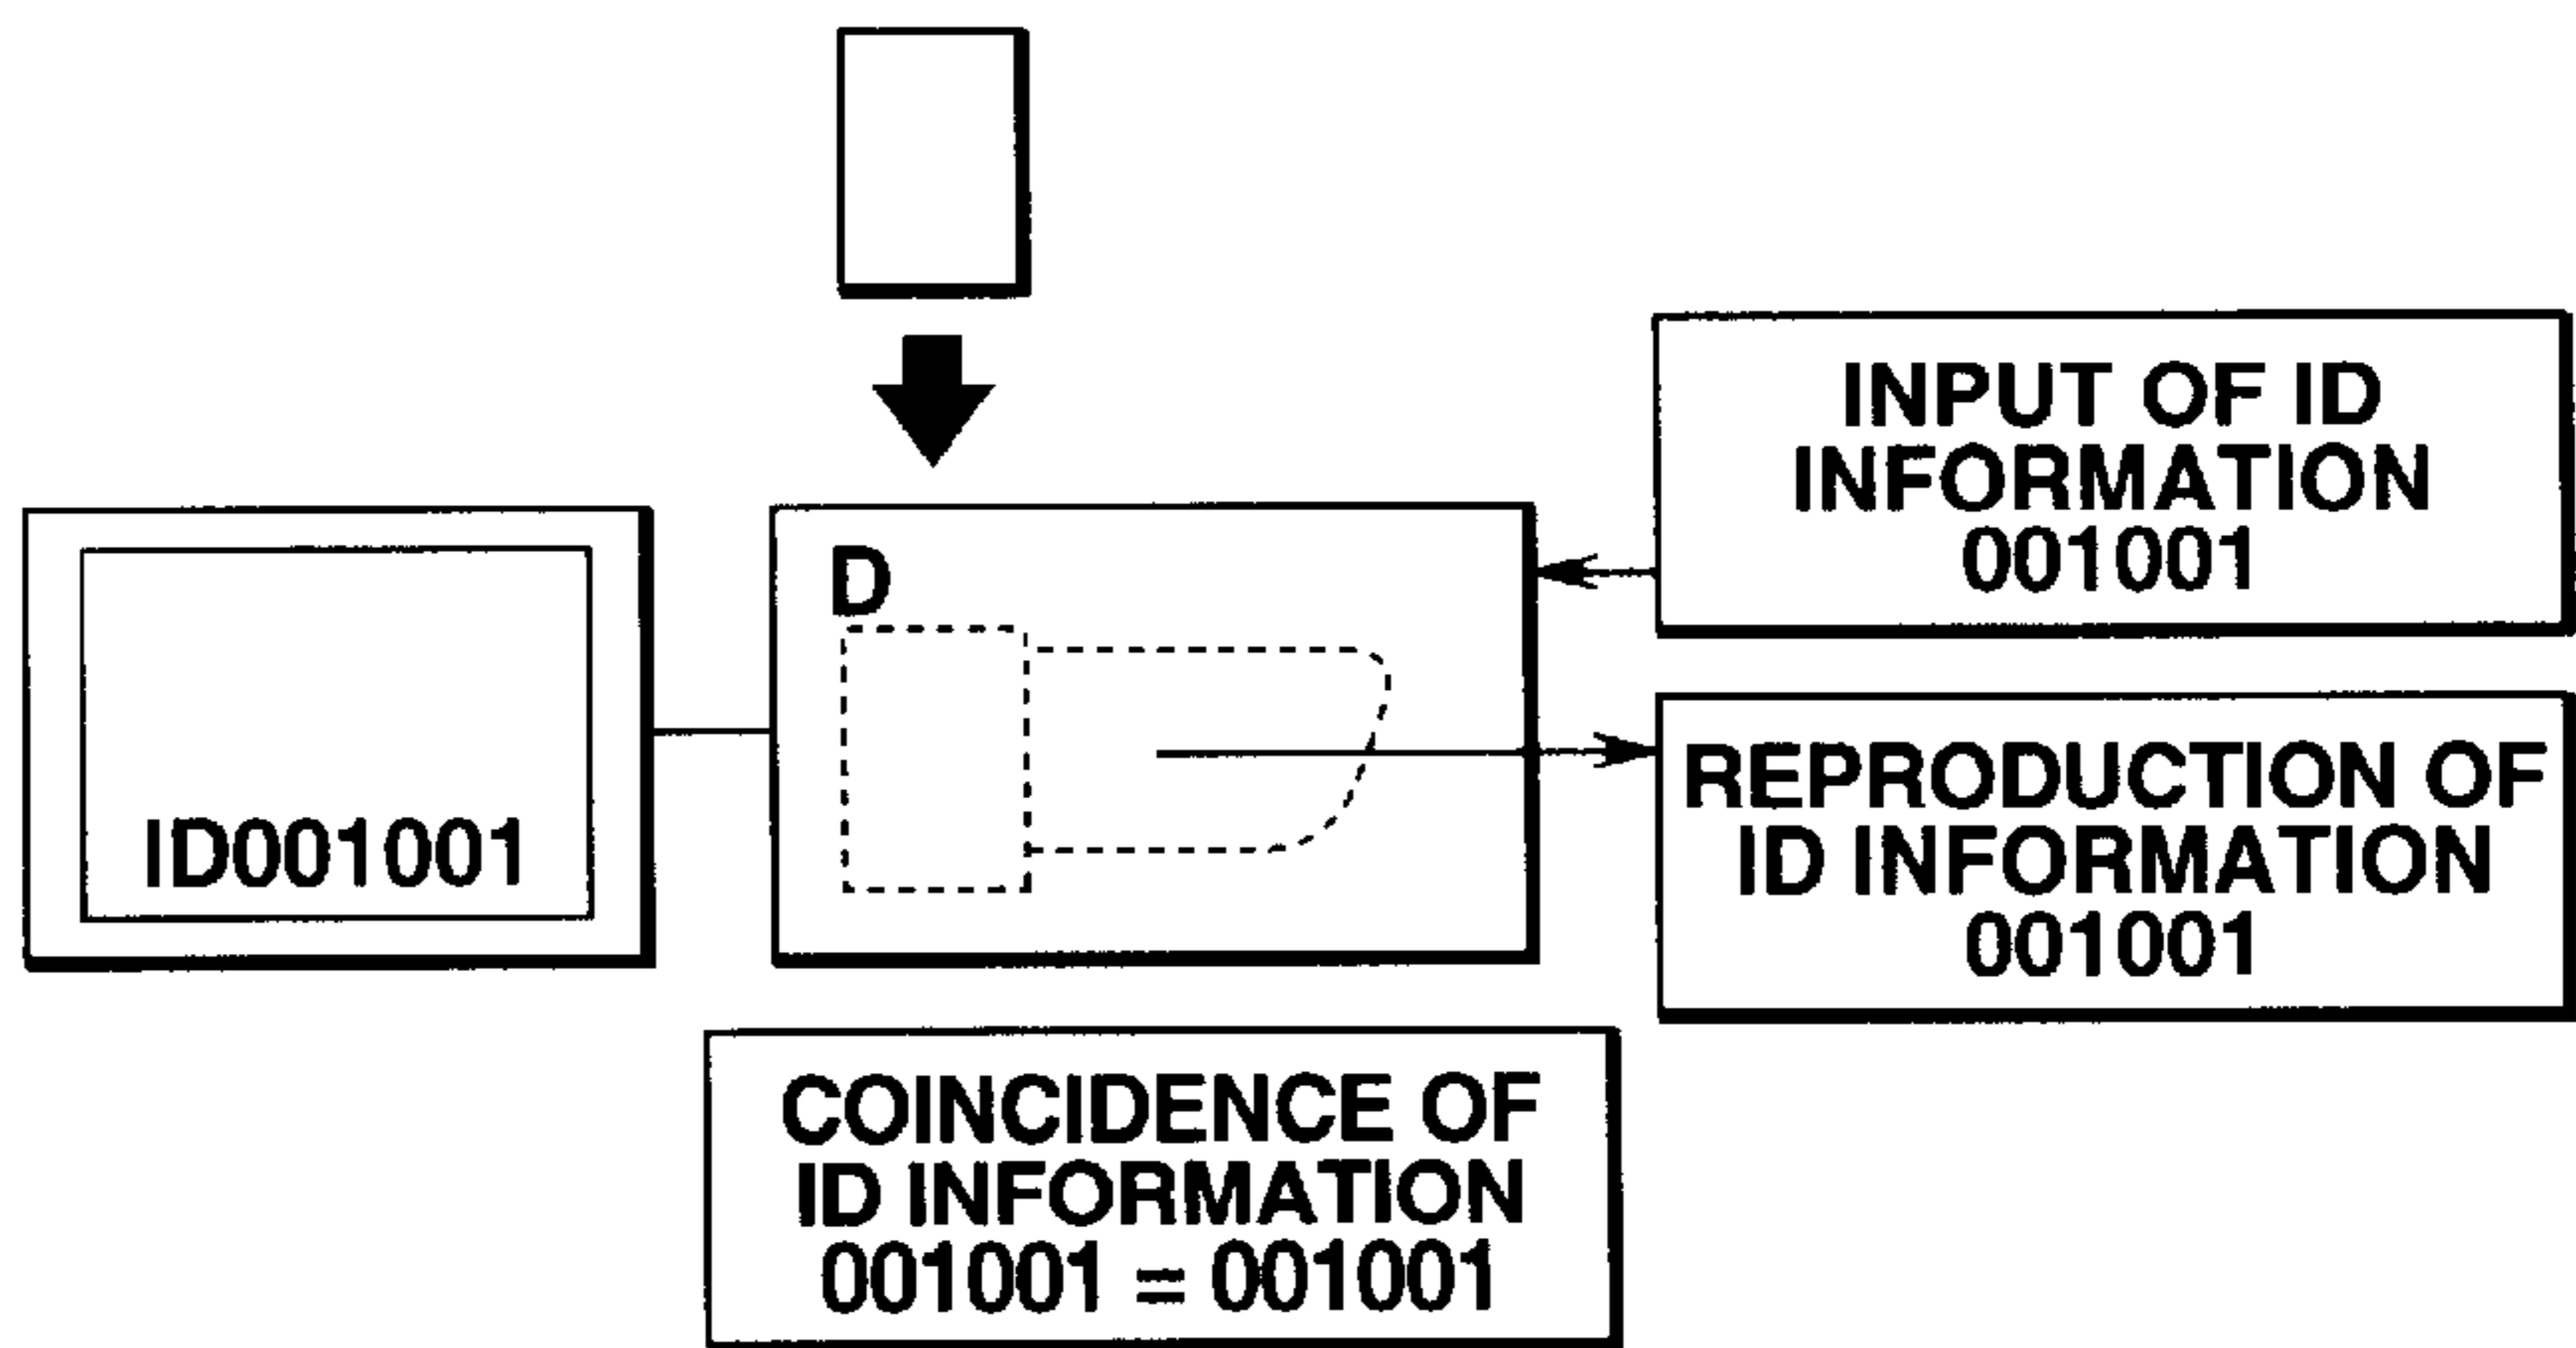 INPUT OF ID
INFORMATION
001001
D
ID001001
REPRODUCTION OF
ID INFORMATION
001001
COINCIDENCE OF
ID INFORMATION
001001 = 001001